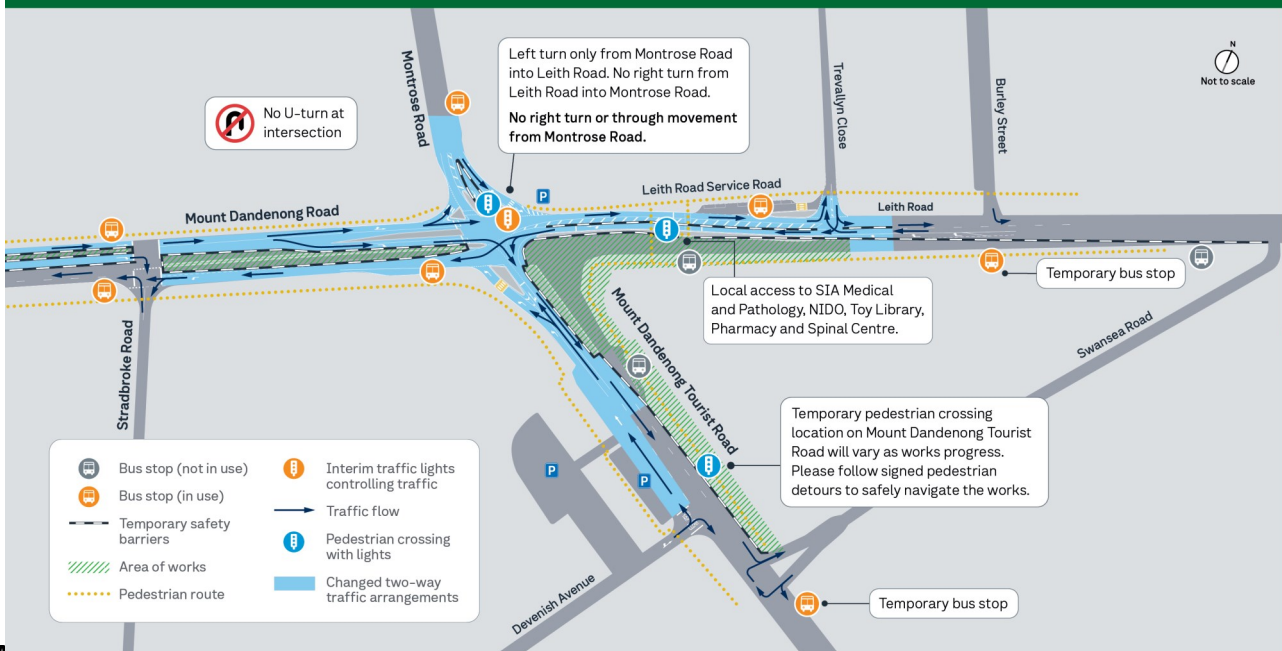 Left turn only from Montrose Road
into Leith Road. No right turn from
Leith Road into Montrose Road.
No right turn or through movement
from Montrose Road.
N
Not to scale
No U-turn at
intersection
Montrose Road
Trevallyn Close
Burley Street
P
Leith Road Service Road
Mount Dandenong Road
Leith Road
Temporary bus stop
Local access to SIA Medical
and Pathology, NIDO, Toy Library,
Pharmacy and Spinal Centre.
Swansea Road
Stradbroke Road
Mount Dandenong Tourist Road
Temporary pedestrian crossing
location on Mount Dandenong Tourist
Road will vary as works progress.
Please follow signed pedestrian
detours to safely navigate the works.
P
P
Bus stop (not in use)
Bus stop (in use)
Temporary safety
barriers
Area of works
Pedestrian route
Interim traffic lights
controlling traffic
Traffic flow
Pedestrian crossing
with lights
Changed two-way
traffic arrangements
Devenish Avenue
Temporary bus stop